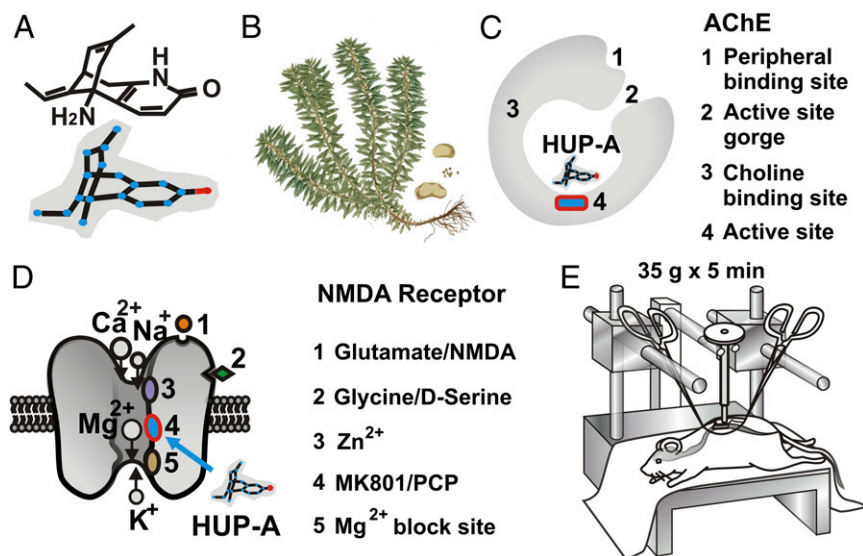 A
NH
O
H₂N
B
C
1
2
3
HUP-A
4
AChE
1 Peripheral
binding site
2 Active site
gorge
3 Choline
binding site
4 Active site
D
Ca²⁺
Na⁺
1
2
3
Mg²⁺
4
5
K⁺
HUP-A
NMDA Receptor
1 Glutamate/NMDA
2 Glycine/D-Serine
3 Zn²⁺
4 MK801/PCP
5 Mg²⁺ block site
E
35 g x 5 min